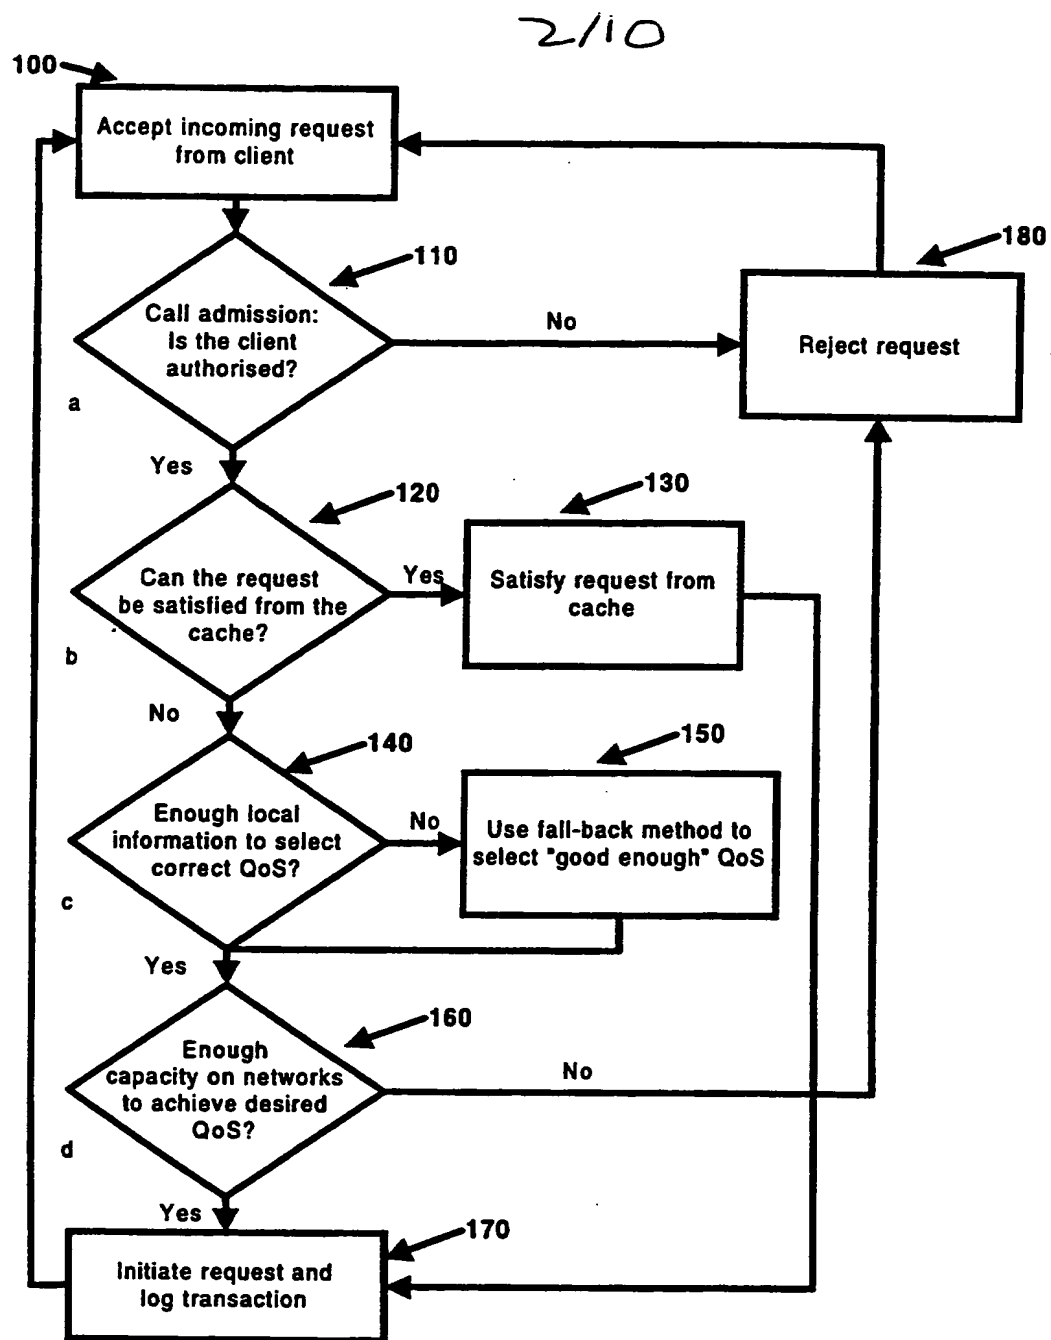 2/10
100
Accept incoming request
from client
110
Call admission:
Is the client
authorised?
No
180
Reject request
a
Yes
120
Can the request
be satisfied from the
cache?
Yes
130
Satisfy request from
cache
b
No
140
Enough local
information to select
correct QoS?
No
150
Use fall-back method to
select "good enough" QoS
c
Yes
160
Enough
capacity on networks
to achieve desired
QoS?
No
d
Yes
170
Initiate request and
log transaction